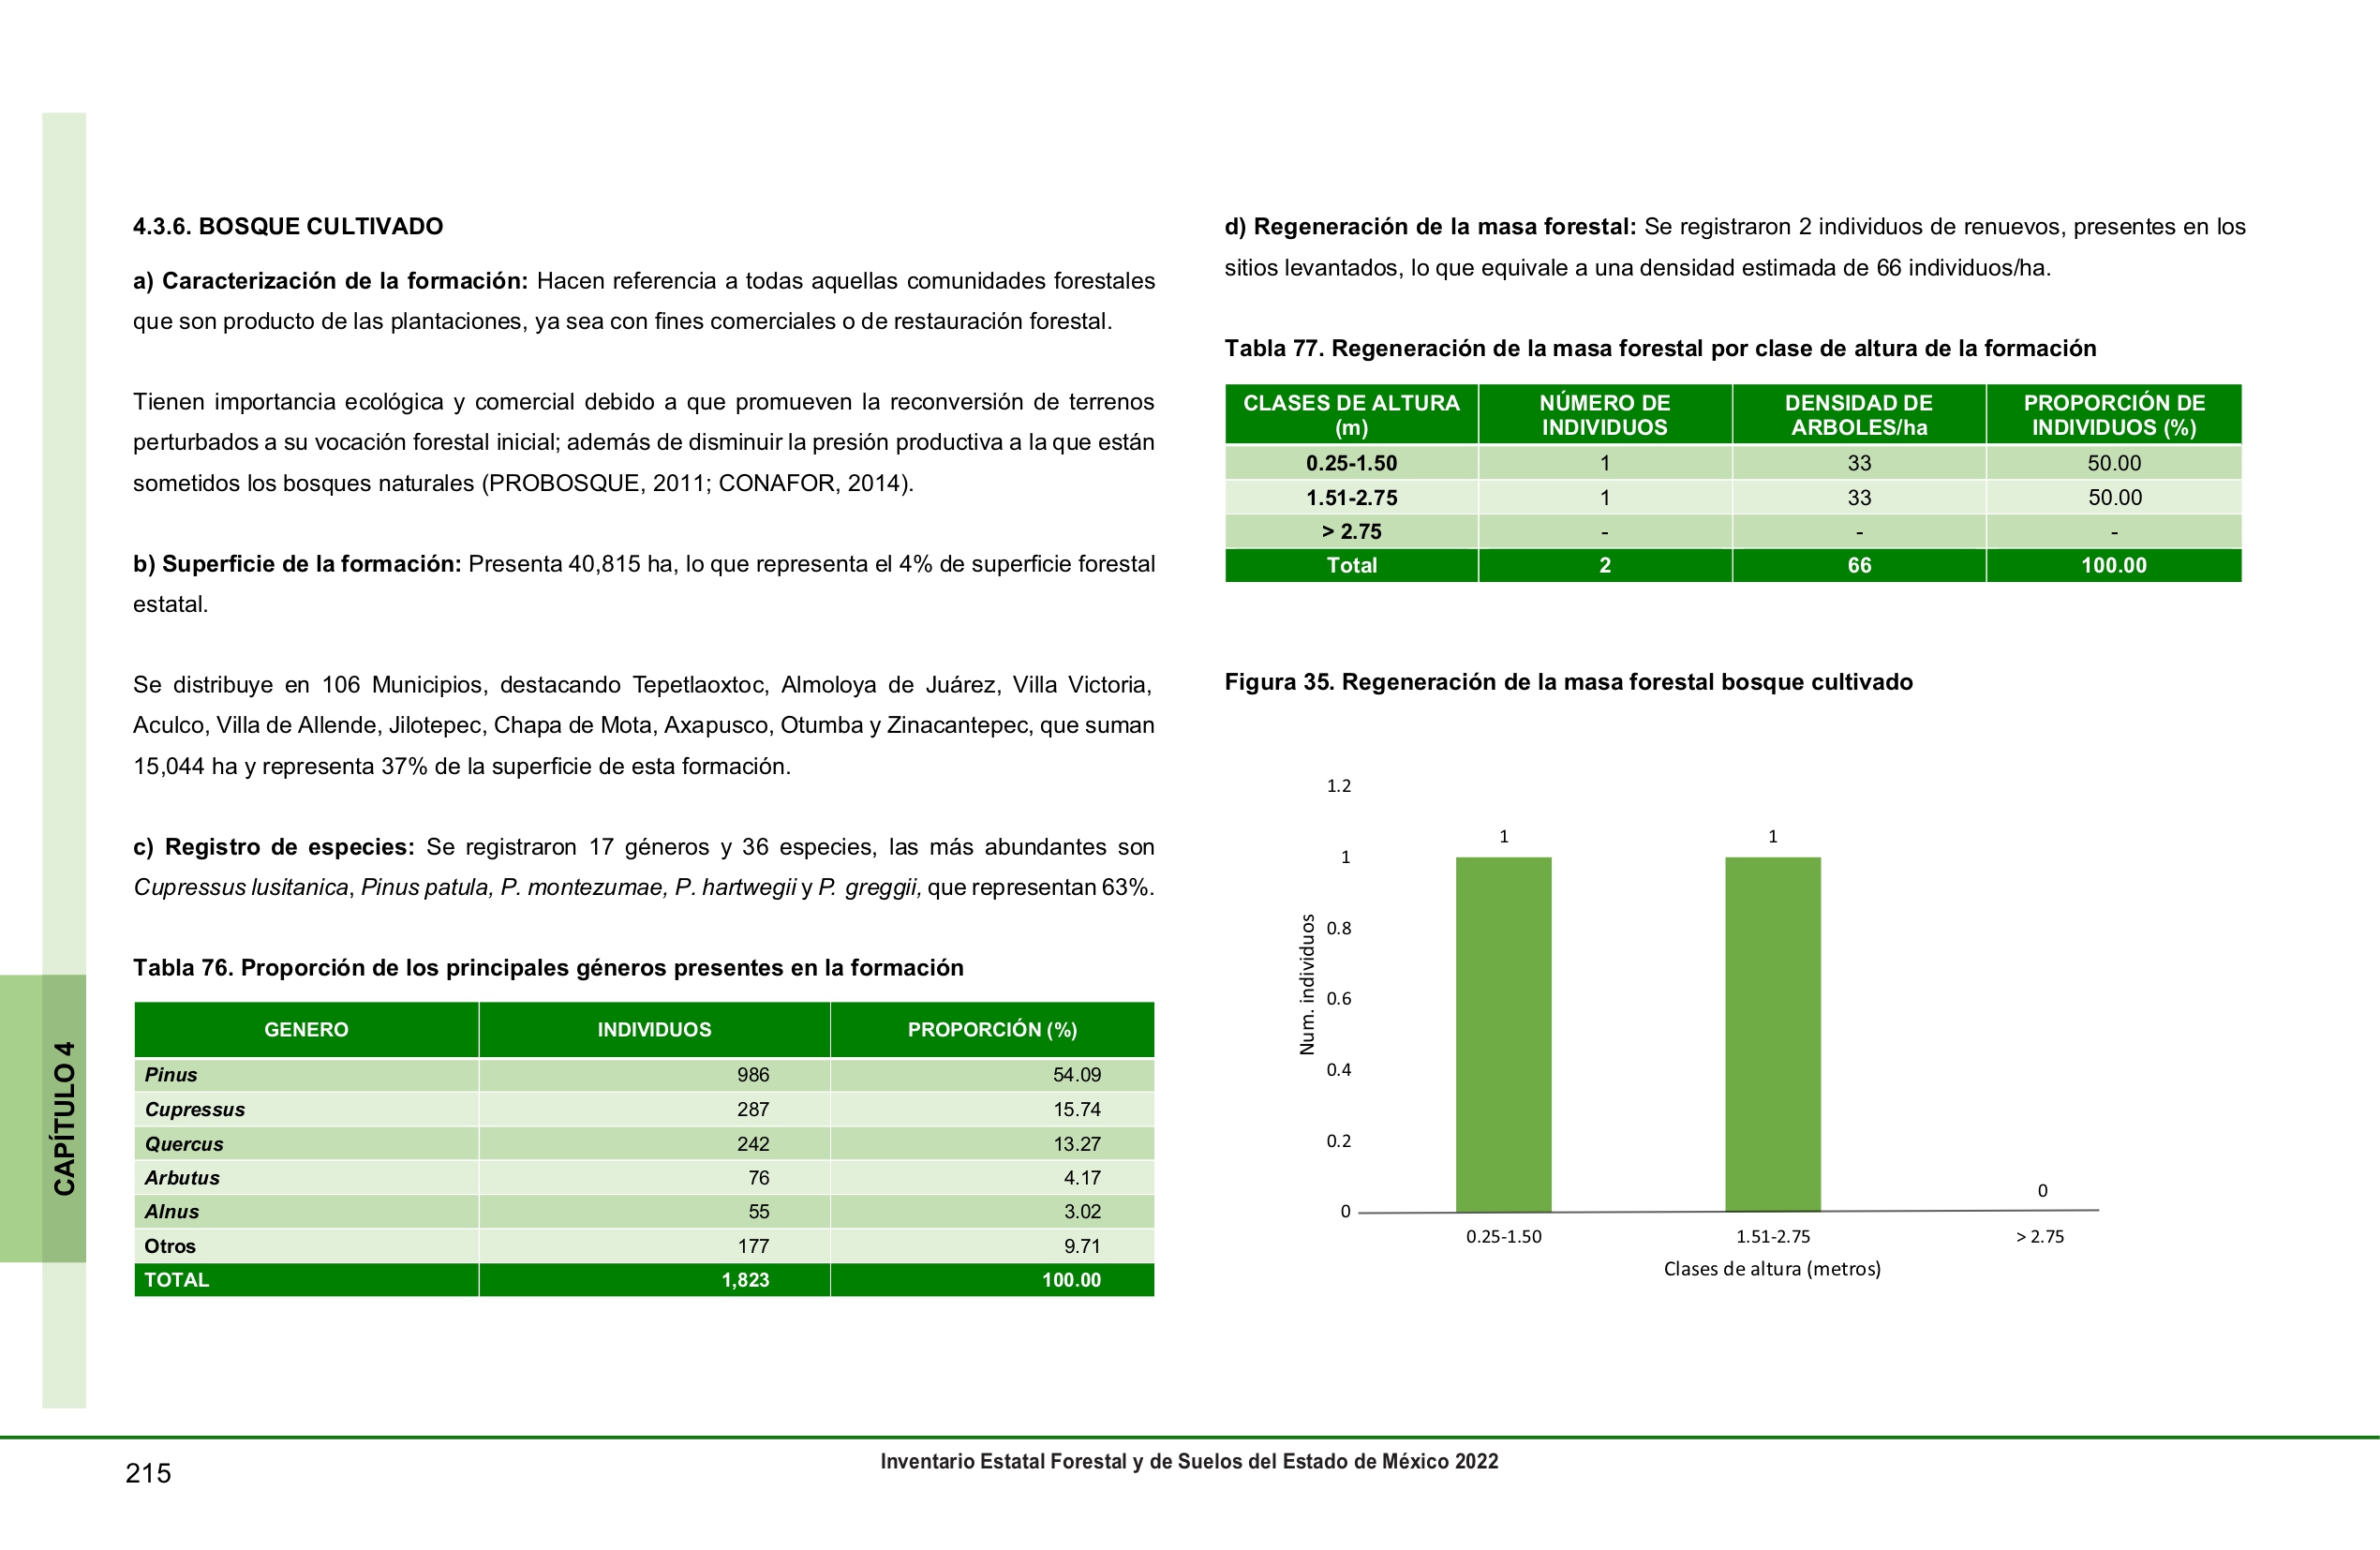 4.3.6. BOSQUE CULTIVADO
a) Caracterización de la formación: Hacen referencia a todas aquellas comunidades forestales
que son producto de las plantaciones, ya sea con fines comerciales o de restauración forestal.
Tienen importancia ecológica y comercial debido a que promueven la reconversión de terrenos
perturbados a su vocación forestal inicial; además de disminuir la presión productiva a la que están
sometidos los bosques naturales (PROBOSQUE, 2011; CONAFOR, 2014).
b) Superficie de la formación: Presenta 40,815 ha, lo que representa el 4% de superficie forestal
estatal.
Se distribuye en 106 Municipios, destacando Tepetlaoxtoc, Almoloya de Juárez, Villa Victoria,
Aculco, Villa de Allende, Jilotepec, Chapa de Mota, Axapusco, Otumba y Zinacantepec, que suman
15,044 ha y representa 37% de la superficie de esta formación.
c) Registro de especies: Se registraron 17 géneros y 36 especies, las más abundantes son
Cupressus lusitanica, Pinus patula, P. montezumae, P. hartwegii y P. greggii, que representan 63%.
Tabla 76. Proporción de los principales géneros presentes en la formación
GENERO INDIVIDUOS PROPORCIÓN (%)
Pinus 986 54.09
Cupressus 287 15.74
Quercus 242 13.27
Arbutus 76 4.17
Alnus 55 3.02
Otros 177 9.71
TOTAL 1,823 100.00
d) Regeneración de la masa forestal: Se registraron 2 individuos de renuevos, presentes en los
sitios levantados, lo que equivale a una densidad estimada de 66 individuos/ha.
Tabla 77. Regeneración de la masa forestal por clase de altura de la formación
CLASES DE ALTURA NÚMERO DE DENSIDAD DE PROPORCIÓN DE
(m) INDIVIDUOS ARBOLES/ha INDIVIDUOS (%)
0.25-1.50 1 33 50.00
1.51-2.75 1 33 50.00
> 2.75 - - -
Total 2 66 100.00
Figura 35. Regeneración de la masa forestal bosque cultivado
1.2
1 1
1
0.8
0.6
0.4
0.2
0
0
Num. individuos
0.25-1.50 1.51-2.75 > 2.75
Clases de altura (metros)
CAPÍTULO 4
215
Inventario Estatal Forestal y de Suelos del Estado de México 2022